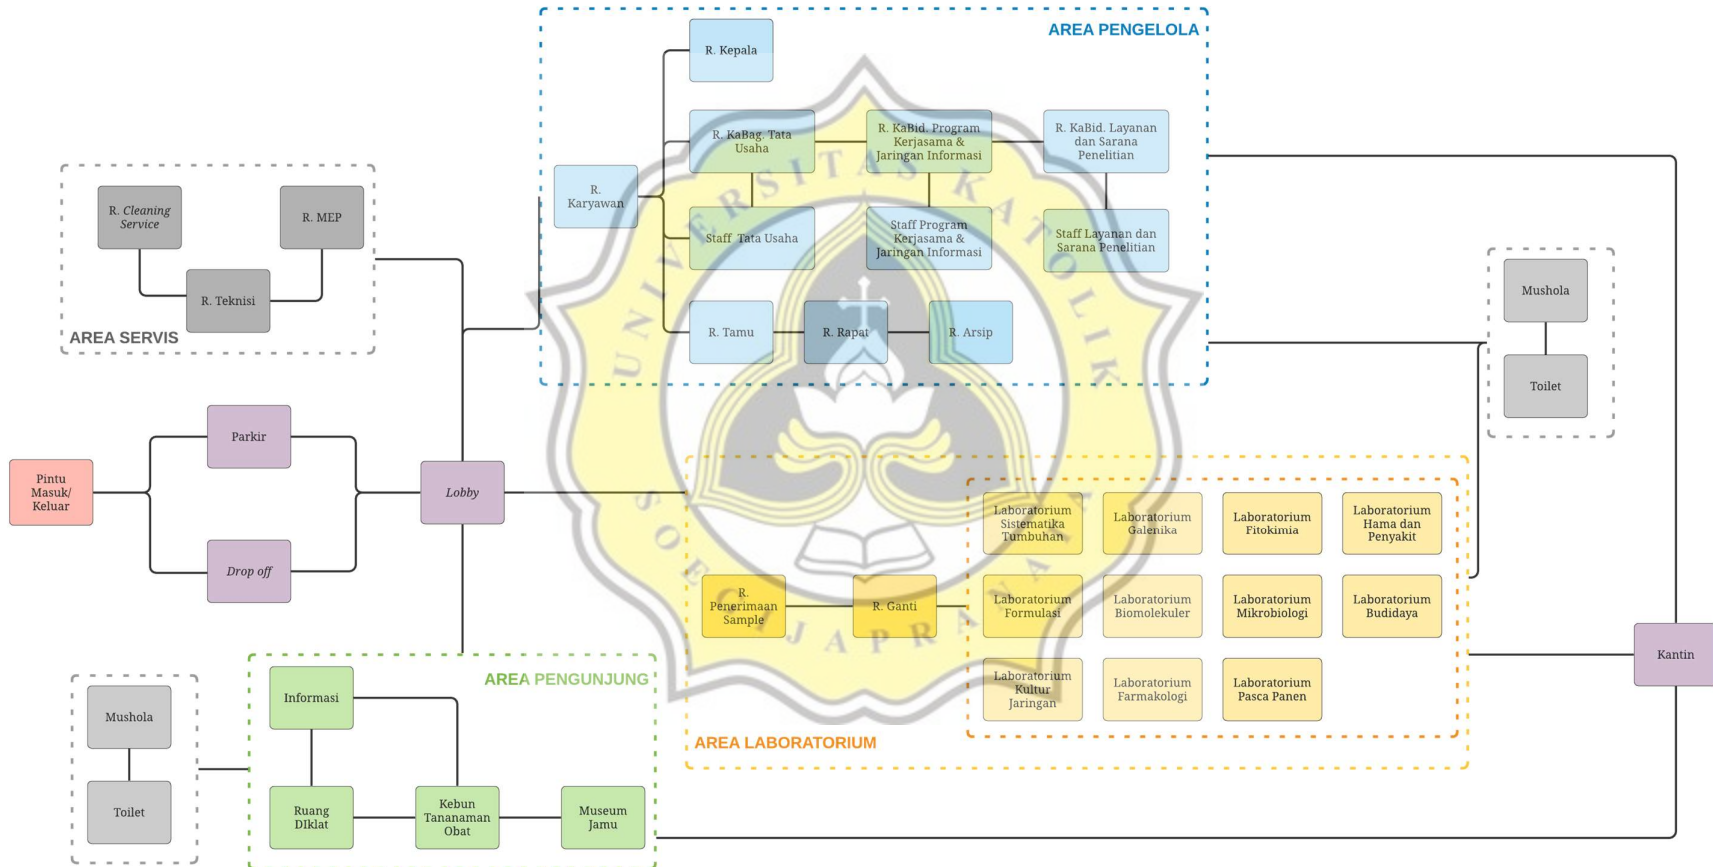 AREA PENGELOLA
R. Kepala
R. KaBag. Tata
Usaha
R. KaBid. Program
Kerjasama &
Jaringan Informasi
R. KaBid. Layanan
dan Sarana
Penelitian
R.
Karyawan
Staff Tata Usaha
Staff Program
Kerjasama &
Jaringan Informasi
Staff Layanan dan
Sarana Penelitian
R. Tamu
R. Rapat
R. Arsip
R. Cleaning
Service
R. MEP
R. Teknisi
AREA SERVIS
Mushola
Toilet
Pintu
Masuk/
Keluar
Parkir
Drop off
Lobby
R.
Penerimaan
Sample
R. Ganti
Laboratorium
Sistematika
Tumbuhan
Laboratorium
Galenika
Laboratorium
Fitokimia
Laboratorium
Hama dan
Penyakit
Laboratorium
Formulasi
Laboratorium
Biomolekuler
Laboratorium
Mikrobiologi
Laboratorium
Budidaya
Laboratorium
Kultur
Jaringan
Laboratorium
Farmakologi
Laboratorium
Pasca Panen
AREA LABORATORIUM
Kantin
AREA PENGUNJUNG
Informasi
Ruang
DIklat
Kebun
Tananaman
Obat
Museum
Jamu
Mushola
Toilet
UNIVERSITAS KATOLIK
SOEGIJAPRANATA